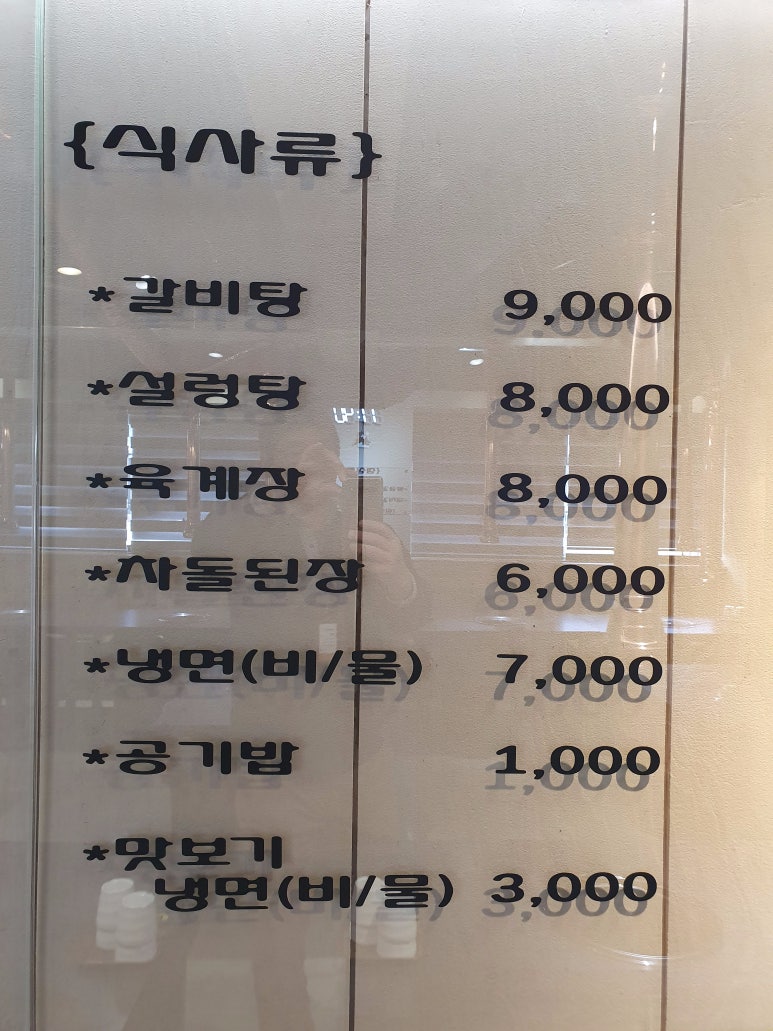 {식사류}
*갈비탕 9,000
*설렁탕 8,000
*육계장 8,000
*차돌된장 6,000
*냉면(비/물) 7,000
*공기밥 1,000
*맛보기
냉면(비/물) 3,000